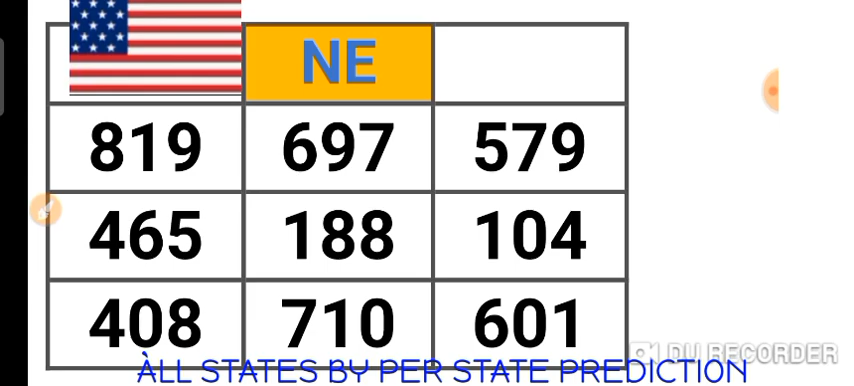 NE
819 697 579
465 188 104
408 710 601
ÀLL STATES BY PER STATE PREDICTION
DU RECORDER